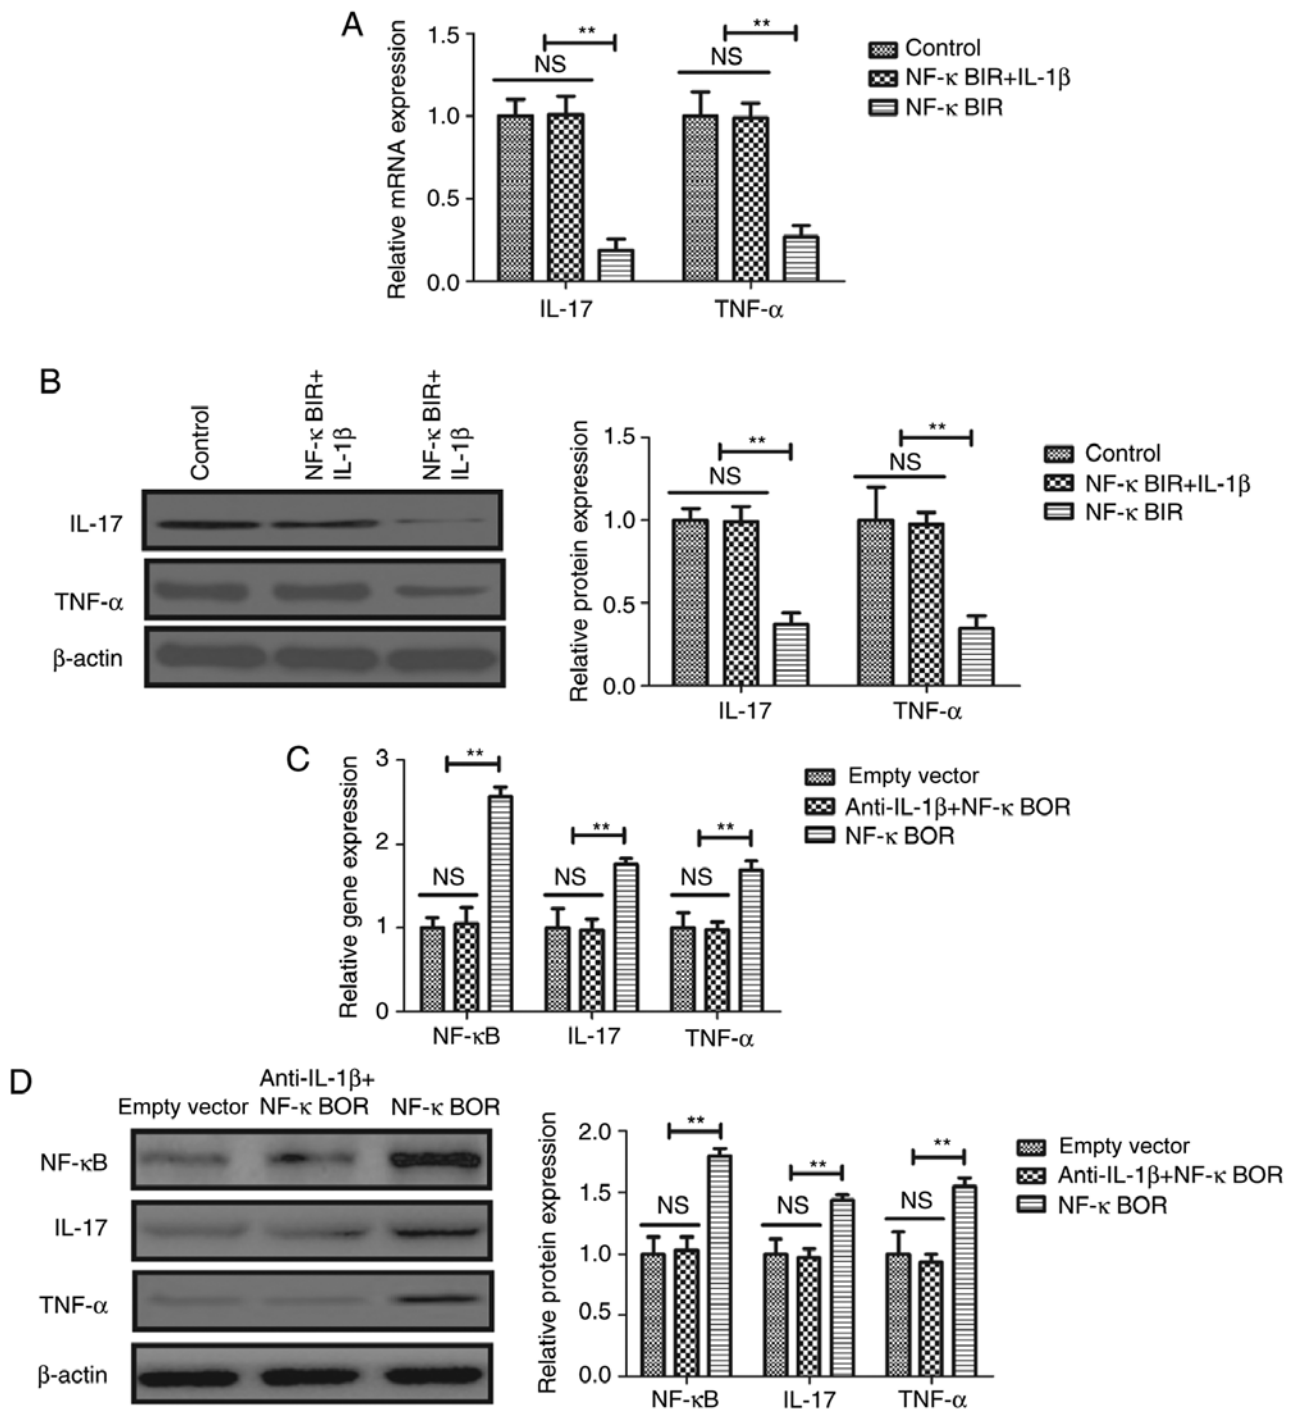 A
Relative mRNA expression
1.5
1.0
0.5
0.0
**
NS
**
NS
IL-17
TNF-α
Control
NF-κ BIR+IL-1β
NF-κ BIR
B
Control
NF-κ BIR+
IL-1β
NF-κ BIR+
IL-1β
IL-17
TNF-α
β-actin
Relative protein expression
1.5
1.0
0.5
0.0
**
NS
**
NS
IL-17
TNF-α
Control
NF-κ BIR+IL-1β
NF-κ BIR
C
Relative gene expression
3
2
1
0
**
NS
**
NS
**
NS
NF-κB
IL-17
TNF-α
Empty vector
Anti-IL-1β+NF-κ BOR
NF-κ BOR
D
Empty vector
Anti-IL-1β+
NF-κ BOR
NF-κ BOR
NF-κB
IL-17
TNF-α
β-actin
Relative protein expression
2.0
1.5
1.0
0.5
0.0
**
NS
**
NS
**
NS
NF-κB
IL-17
TNF-α
Empty vector
Anti-IL-1β+NF-κ BOR
NF-κ BOR